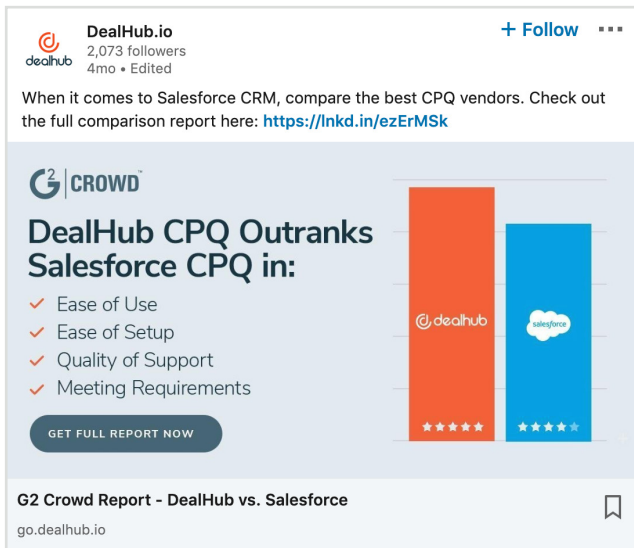 DealHub.io
+ Follow
2,073 followers
4mo • Edited
dealhub
When it comes to Salesforce CRM, compare the best CPQ vendors. Check out
the full comparison report here: https://lnkd.in/ezErMSk
G2 | CROWD™
DealHub CPQ Outranks
Salesforce CPQ in:
Ease of Use
Ease of Setup
Quality of Support
Meeting Requirements
GET FULL REPORT NOW
dealhub
salesforce
G2 Crowd Report - DealHub vs. Salesforce
go.dealhub.io